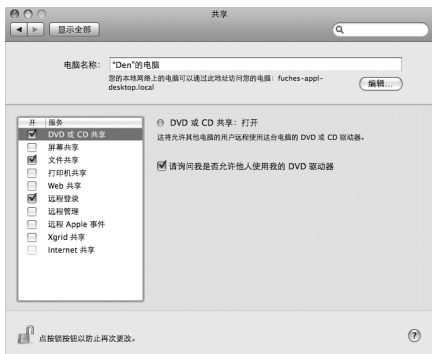 共享
显示全部
电脑名称： “Den”的电脑
您的本地网络上的电脑可以通过此地址访问您的电脑：fuches-appl-
desktop.local
编辑...
开 服务
DVD 或 CD 共享
屏幕共享
文件共享
打印机共享
Web 共享
远程登录
远程管理
远程 Apple 事件
Xgrid 共享
Internet 共享
DVD 或 CD 共享：打开
这将允许其他电脑的用户远程使用这台电脑的 DVD 或 CD 驱动器。
请询问我是否允许他人使用我的 DVD 驱动器
点按锁按钮以防止再次更改。
?